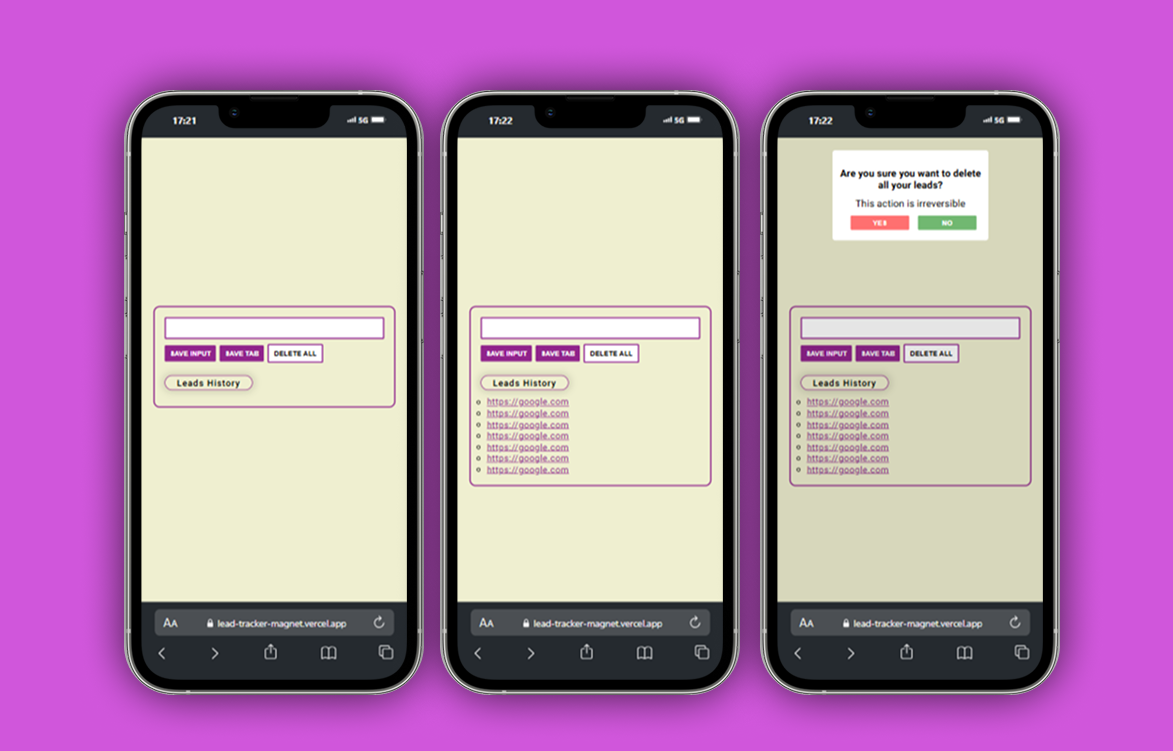 17:21
5G
SAVE INPUT
SAVE TAB
DELETE ALL
Leads History
AA
lead-tracker-magnet.vercel.app
17:22
5G
SAVE INPUT
SAVE TAB
DELETE ALL
Leads History
https://google.com
https://google.com
https://google.com
https://google.com
https://google.com
https://google.com
https://google.com
AA
lead-tracker-magnet.vercel.app
17:22
5G
Are you sure you want to delete
all your leads?
This action is irreversible
YES
NO
SAVE INPUT
SAVE TAB
DELETE ALL
Leads History
https://google.com
https://google.com
https://google.com
https://google.com
https://google.com
https://google.com
https://google.com
AA
lead-tracker-magnet.vercel.app